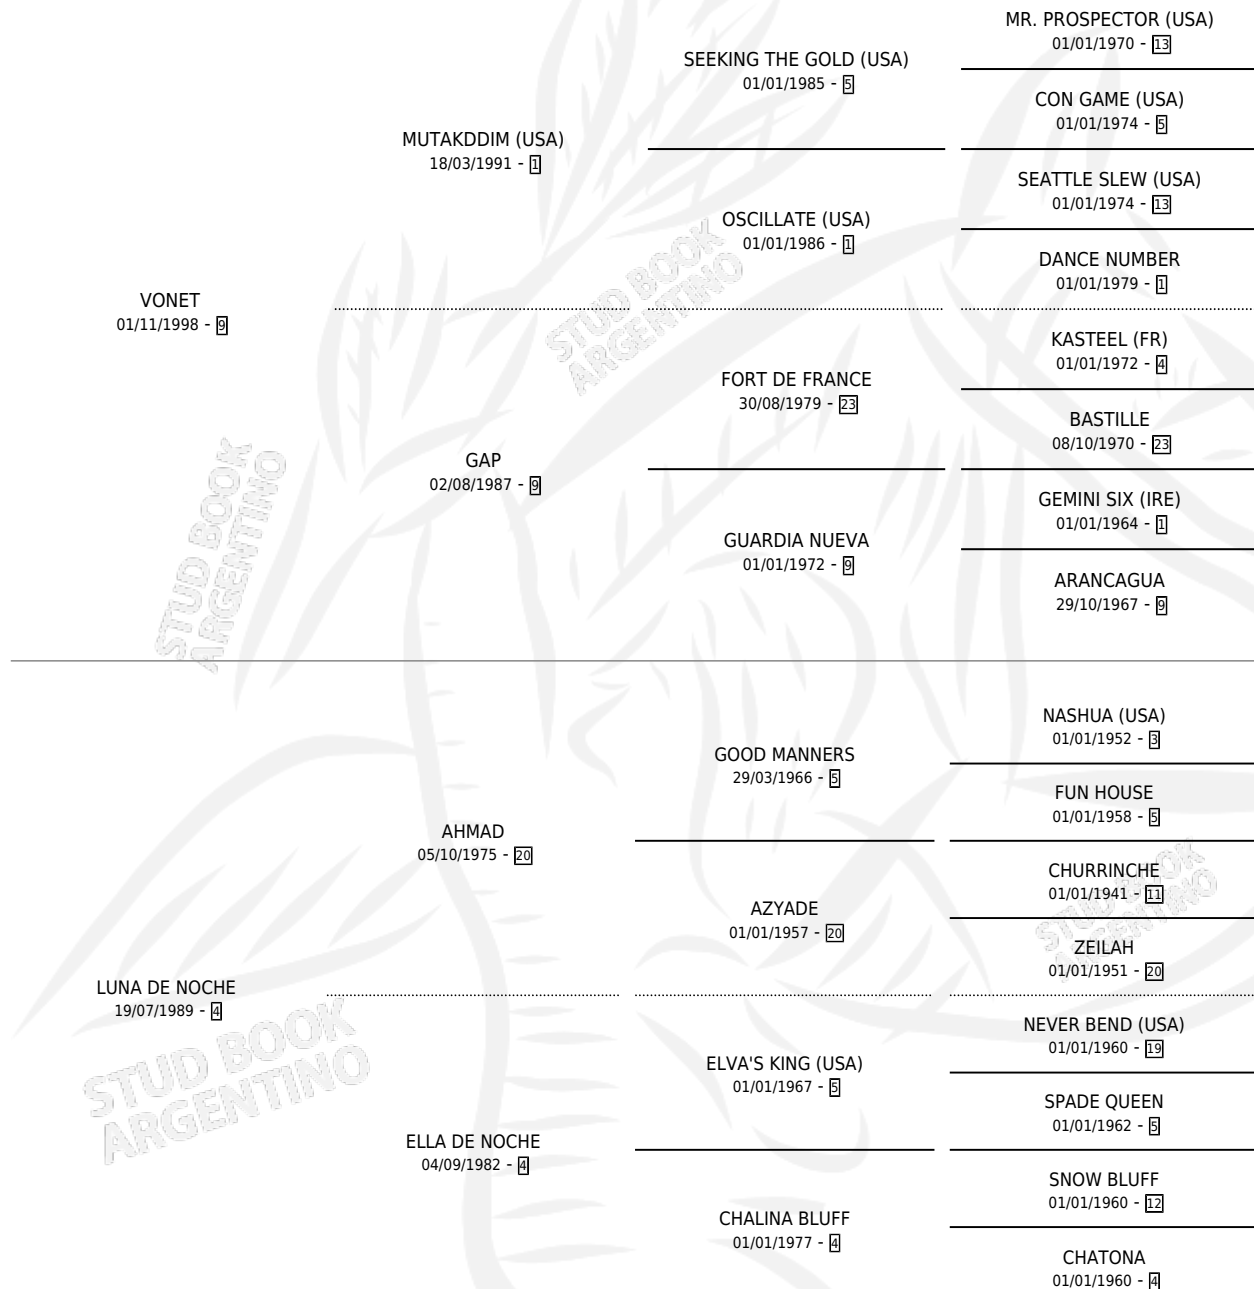 MR. PROSPECTOR (USA)
01/01/1970 - 13
SEEKING THE GOLD (USA)
01/01/1985 - 5
CON GAME (USA)
01/01/1974 - 5
MUTAKDDIM (USA)
18/03/1991 - 1
SEATTLE SLEW (USA)
01/01/1974 - 13
OSCILLATE (USA)
01/01/1986 - 1
DANCE NUMBER
01/01/1979 - 1
VONET
01/11/1998 - 9
KASTEEL (FR)
01/01/1972 - 4
FORT DE FRANCE
30/08/1979 - 23
BASTILLE
08/10/1970 - 23
GAP
02/08/1987 - 9
GEMINI SIX (IRE)
01/01/1964 - 1
GUARDIA NUEVA
01/01/1972 - 9
ARANCAGUA
29/10/1967 - 9
NASHUA (USA)
01/01/1952 - 3
GOOD MANNERS
29/03/1966 - 5
FUN HOUSE
01/01/1958 - 5
AHMAD
05/10/1975 - 20
CHURRINCHE
01/01/1941 - 11
AZYADE
01/01/1957 - 20
ZEILAH
01/01/1951 - 20
LUNA DE NOCHE
19/07/1989 - 4
NEVER BEND (USA)
01/01/1960 - 19
ELVA'S KING (USA)
01/01/1967 - 5
SPADE QUEEN
01/01/1962 - 5
ELLA DE NOCHE
04/09/1982 - 4
SNOW BLUFF
01/01/1960 - 12
CHALINA BLUFF
01/01/1977 - 4
CHATONA
01/01/1960 - 4
STUD BOOK
ARGENTINO
STUD BOOK
ARGENTINO
STUD BOOK
ARGENTINO
STUD BOOK
ARGENTINO